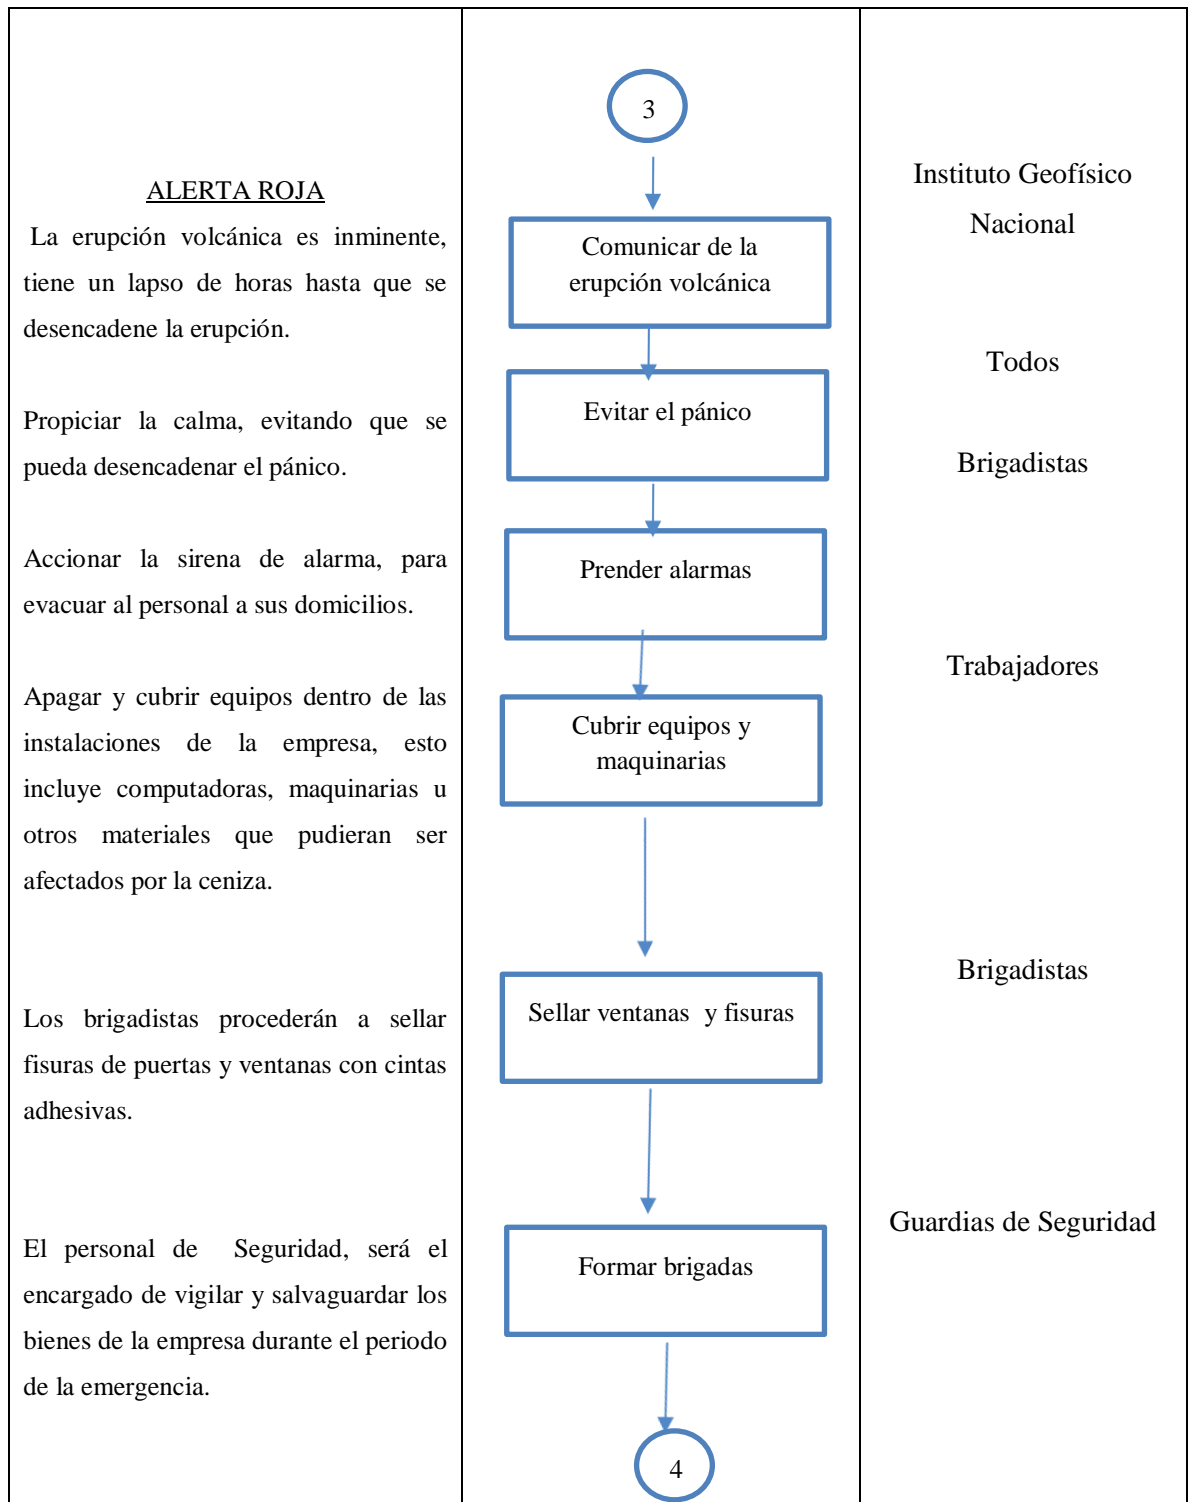 ALERTA ROJA
La erupción volcánica es inminente,
tiene un lapso de horas hasta que se
desencadene la erupción.
Propiciar la calma, evitando que se
pueda desencadenar el pánico.
Accionar la sirena de alarma, para
evacuar al personal a sus domicilios.
Apagar y cubrir equipos dentro de las
instalaciones de la empresa, esto
incluye computadoras, maquinarias u
otros materiales que pudieran ser
afectados por la ceniza.
Los brigadistas procederán a sellar
fisuras de puertas y ventanas con cintas
adhesivas.
El personal de Seguridad, será el
encargado de vigilar y salvaguardar los
bienes de la empresa durante el periodo
de la emergencia.
3
Comunicar de la
erupción volcánica
Evitar el pánico
Prender alarmas
Cubrir equipos y
maquinarias
Sellar ventanas y fisuras
Formar brigadas
4
Instituto Geofísico
Nacional
Todos
Brigadistas
Trabajadores
Brigadistas
Guardias de Seguridad